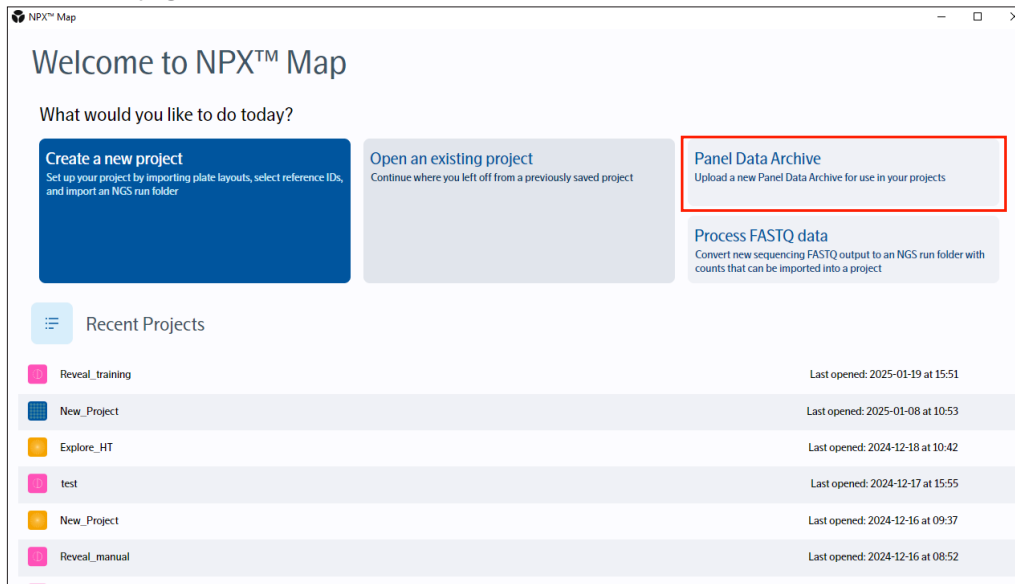 NPX™ Map
Welcome to NPX™ Map
What would you like to do today?
Create a new project
Set up your project by importing plate layouts, select reference IDs,
and import an NGS run folder
Open an existing project
Continue where you left off from a previously saved project
Panel Data Archive
Upload a new Panel Data Archive for use in your projects
Process FASTQ data
Convert new sequencing FASTQ output to an NGS run folder with
counts that can be imported into a project
Recent Projects
Reveal_training Last opened: 2025-01-19 at 15:51
New_Project Last opened: 2025-01-08 at 10:53
Explore_HT Last opened: 2024-12-18 at 10:42
test Last opened: 2024-12-17 at 15:55
New_Project Last opened: 2024-12-16 at 09:37
Reveal_manual Last opened: 2024-12-16 at 08:52